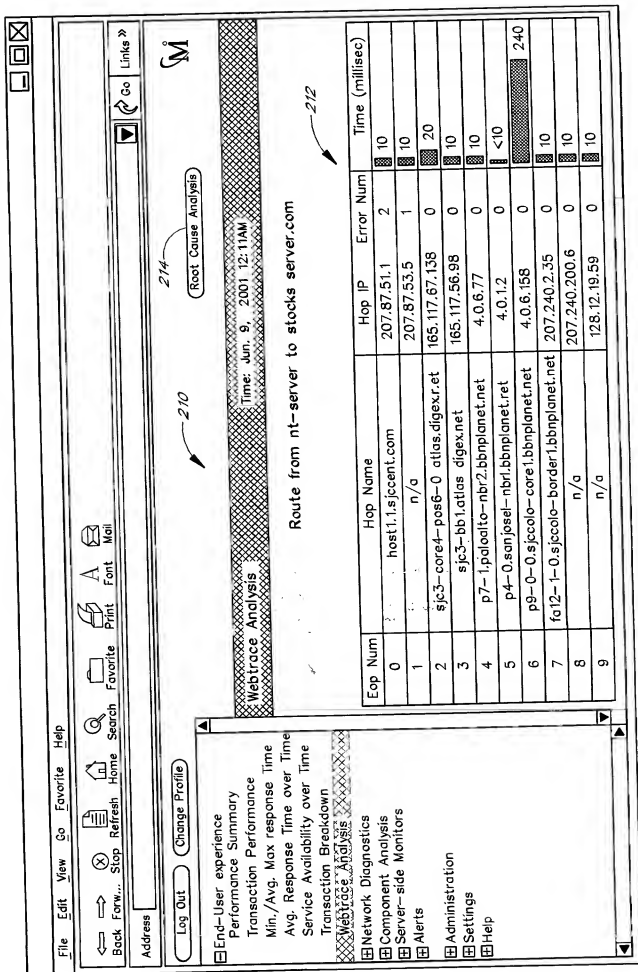 File Edit View Go Favorite Help
Back Forw... Stop Refresh Home Search Favorite Print Font Mail
Address Go Links »
Log Out Change Profile
210
214
Root Cause Analysis
End-User experience
Performance Summary
Transaction Performance
Min./Avg. Max response Time
Avg. Response Time over Time
Service Availability over Time
Transaction Breakdown
Webtrace Analysis
Network Diagnostics
Component Analysis
Server-side Monitors
Alerts
Administration
Settings
Help
Webtrace Analysis Time: Jun. 9, 2001 12:11AM
Route from nt-server to stocks server.com
212
Eop Num Hop Name Hop IP Error Num Time (millisec)
0 host1.1.sjccent.com 207.87.51.1 2 10
1 n/a 207.87.53.5 1 10
2 sjc3-core4-pos6-0 atlas.digex.r.et 165.117.67.138 0 20
3 sjc3-bb1.atlas digex.net 165.117.56.98 0 10
4 p7-1.paloalto-nbr2.bbnplanet.net 4.0.6.77 0 10
5 p4-0.sanjosel-nbr1.bbnplanet.ret 4.0.1.2 0 <10
6 p9-0-0.sjccolo-core1.bbnplanet.net 4.0.6.158 0 240
7 fa12-1-0.sjccolo-border1.bbnplanet.net 207.240.2.35 0 10
8 n/a 207.240.200.6 0 10
9 n/a 128.12.19.59 0 10